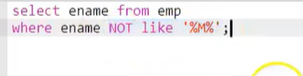 select ename from emp
where ename NOT like '%M%';